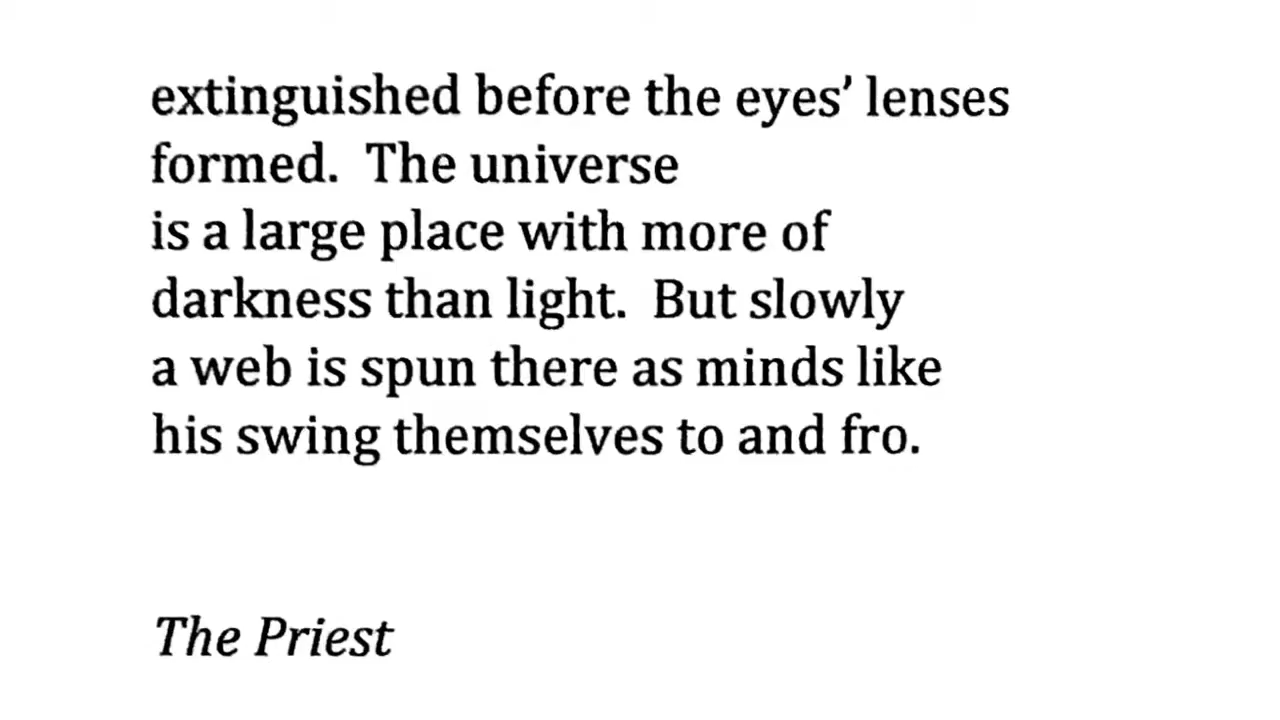 extinguished before the eyes’ lenses
formed.  The universe
is a large place with more of
darkness than light.  But slowly
a web is spun there as minds like
his swing themselves to and fro.
The Priest